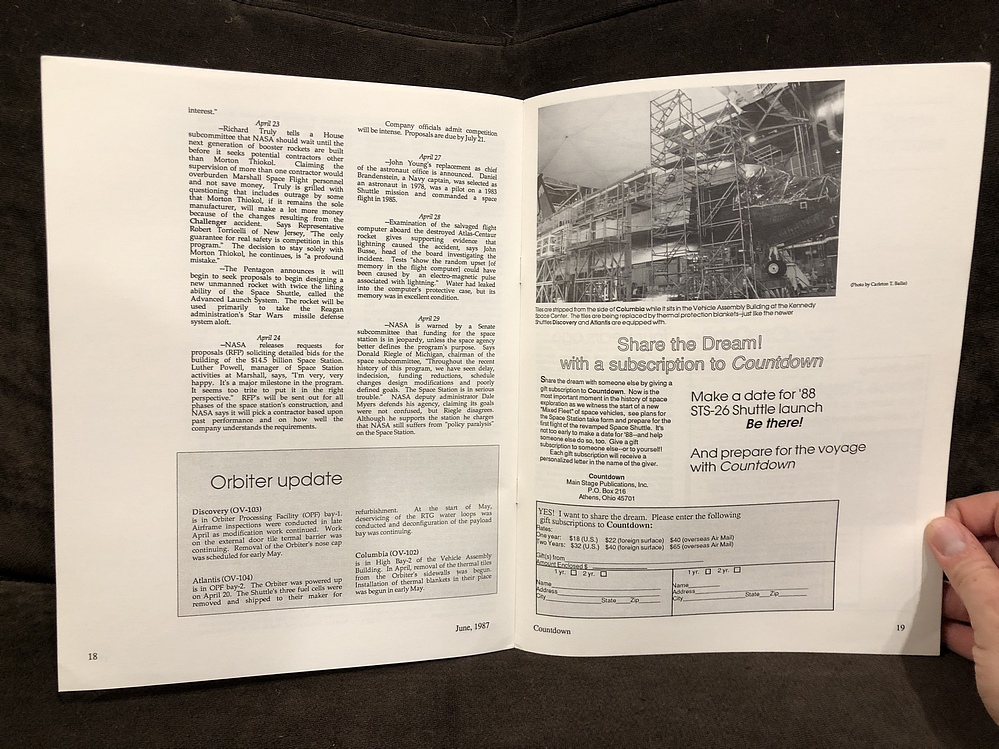 interest."
April 23
—Richard Truly tells a House
subcommittee that NASA should wait until the
next generation of booster rockets are built
before it seeks potential contractors other
than Morton Thiokol. Claiming the
supervision of more than one contractor would
overburden Marshall Space Flight personnel
and not save money, Truly is grilled with
questioning that includes outrage by some
that Morton Thiokol, if it remains the sole
manufacturer, will make a lot more money
because of the changes resulting from the
Challenger accident. Says Representative
Robert Torricelli of New Jersey, "The only
guarantee for real safety is competition in this
program." The decision to stay solely with
Morton Thiokol, he continues, is "a profound
mistake."
—The Pentagon announces it will
begin to seek proposals to begin designing a
new unmanned rocket with twice the lifting
ability of the Space Shuttle, called the
Advanced Launch System. The rocket will be
used primarily to take the Reagan
administration's Star Wars missile defense
system aloft.
April 24
—NASA releases requests for
proposals (RFP) soliciting detailed bids for the
building of the $14.5 billion Space Station.
Luther Powell, manager of Space Station
activities at Marshall, says, "I'm very, very
happy. It's a major milestone in the program.
It seems too trite to put it in the right
perspective." RFP's will be sent out for all
phases of the space station's construction, and
NASA says it will pick a contractor based upon
past performance and on how well the
company understands the requirements.
Company officials admit competition
will be intense. Proposals are due by July 21.
April 27
—John Young's replacement as chief
of the astronaut office is announced. Daniel
Brandenstein, a Navy captain, was selected as
an astronaut in 1978, was a pilot on a 1983
Shuttle mission and commanded a space
flight in 1985.
April 28
—Examination of the salvaged flight
computer aboard the destroyed Atlas-Centaur
rocket gives supporting evidence that
lightning caused the accident, says John
Busse, head of the board investigating the
incident. Tests "show the random upset [of
memory in the flight computer] could have
been caused by an electro-magnetic pulse
associated with lightning." Water had leaked
into the computer's protective case, but its
memory was in excellent condition.
April 29
—NASA is warned by a Senate
subcommittee that funding for the space
station is in jeopardy, unless the space agency
better defines the program's purpose. Says
Donald Riegle of Michigan, chairman of the
space subcommittee, "Throughout the recent
history of this program, we have seen delay,
indecision, funding reductions, schedule
changes design modifications and poorly
defined goals. The Space Station is in serious
trouble." NASA deputy administrator Dale
Myers defends his agency, claiming its goals
were not confused, but Riegle disagrees.
Although he supports the station he charges
that NASA still suffers from "policy paralysis"
on the Space Station.
Orbiter update
Discovery (OV-103)
is in Orbiter Processing Facility (OPF) bay-1.
Airframe inspections were conducted in late
April as modification work continued. Work
on the external door tile termal barrier was
continuing. Removal of the Orbiter's nose cap
was scheduled for early May.
Atlantis (OV-104)
is in OPF bay-2. The Orbiter was powered up
on April 20. The Shuttle's three fuel cells were
removed and shipped to their maker for
refurbishment. At the start of May,
deservicing of the RTG water loops was
conducted and deconfiguration of the payload
bay was continuing.
Columbia (OV-102)
is in High Bay-2 of the Vehicle Assembly
Building. In April, removal of the thermal tiles
from the Orbiter's sidewalls was begun.
Installation of thermal blankets in their place
was begun in early May.
June, 1987
18
(Photo by Carleton T. Bailie)
Tiles are stripped from the side of Columbia while it sits in the Vehicle Assembly Building at the Kennedy
Space Center. The tiles are being replaced by thermal protection blankets--just like the newer
Shuttles Discovery and Atlantis are equipped with.
Share the Dream!
with a subscription to Countdown
Share the dream with someone else by giving a
gift subscription to Countdown. Now is the
most important moment in the history of space
exploration as we witness the start of a new
"Mixed Fleet" of space vehicles, see plans for
the Space Station take form and prepare for the
first flight of the revamped Space Shuttle. It's
not too early to make a date for '88--and help
someone else do so, too. Give a gift
subscription to someone else--or to yourself!
Each gift subscription will receive a
personalized letter in the name of the giver.
Countdown
Main Stage Publications, Inc.
P.O. Box 216
Athens, Ohio 45701
Make a date for '88
STS-26 Shuttle launch
Be there!
And prepare for the voyage
with Countdown
YES! I want to share the dream. Please enter the following
gift subscriptions to Countdown:
Rates:
One year: $18 (U.S.) $22 (foreign surface) $40 (overseas Air Mail)
Two Years: $32 (U.S.) $40 (foreign surface) $65 (overseas Air Mail)
Gift(s) from
Amount Enclosed $
1 yr. 2 yr.
Name
Address
City State Zip
1 yr. 2 yr.
Name
Address
City State Zip
Countdown
19